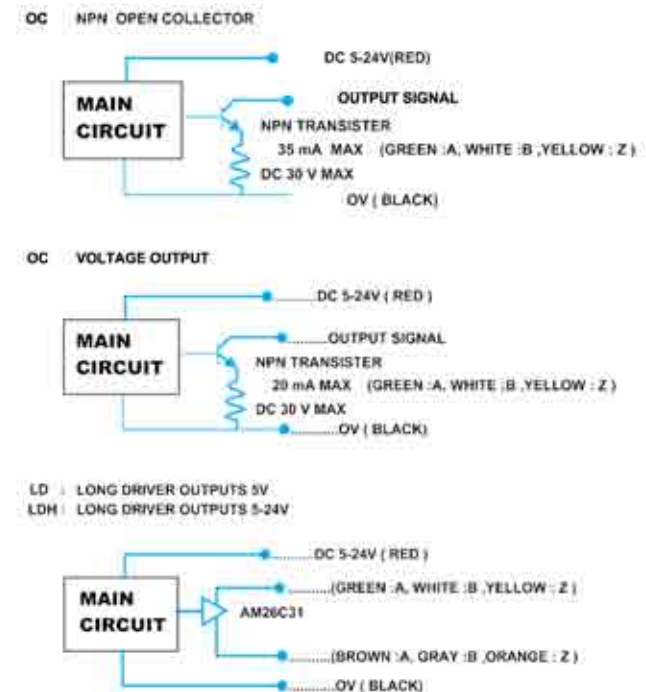 OC NPN OPEN COLLECTOR
DC 5-24V(RED)
MAIN
CIRCUIT
OUTPUT SIGNAL
NPN TRANSISTER
35 mA MAX (GREEN :A, WHITE :B ,YELLOW : Z )
DC 30 V MAX
OV ( BLACK)
OC VOLTAGE OUTPUT
..........DC 5-24V ( RED )
MAIN
CIRCUIT
..........OUTPUT SIGNAL
NPN TRANSISTER
20 mA MAX (GREEN :A, WHITE :B ,YELLOW : Z )
DC 30 V MAX
............OV ( BLACK)
LD : LONG DRIVER OUTPUTS 5V
LDH : LONG DRIVER OUTPUTS 5-24V
..........DC 5-24V ( RED )
MAIN
CIRCUIT
..........(GREEN :A, WHITE :B ,YELLOW : Z )
AM26C31
..........(BROWN :A, GRAY :B ,ORANGE : Z )
............OV ( BLACK)